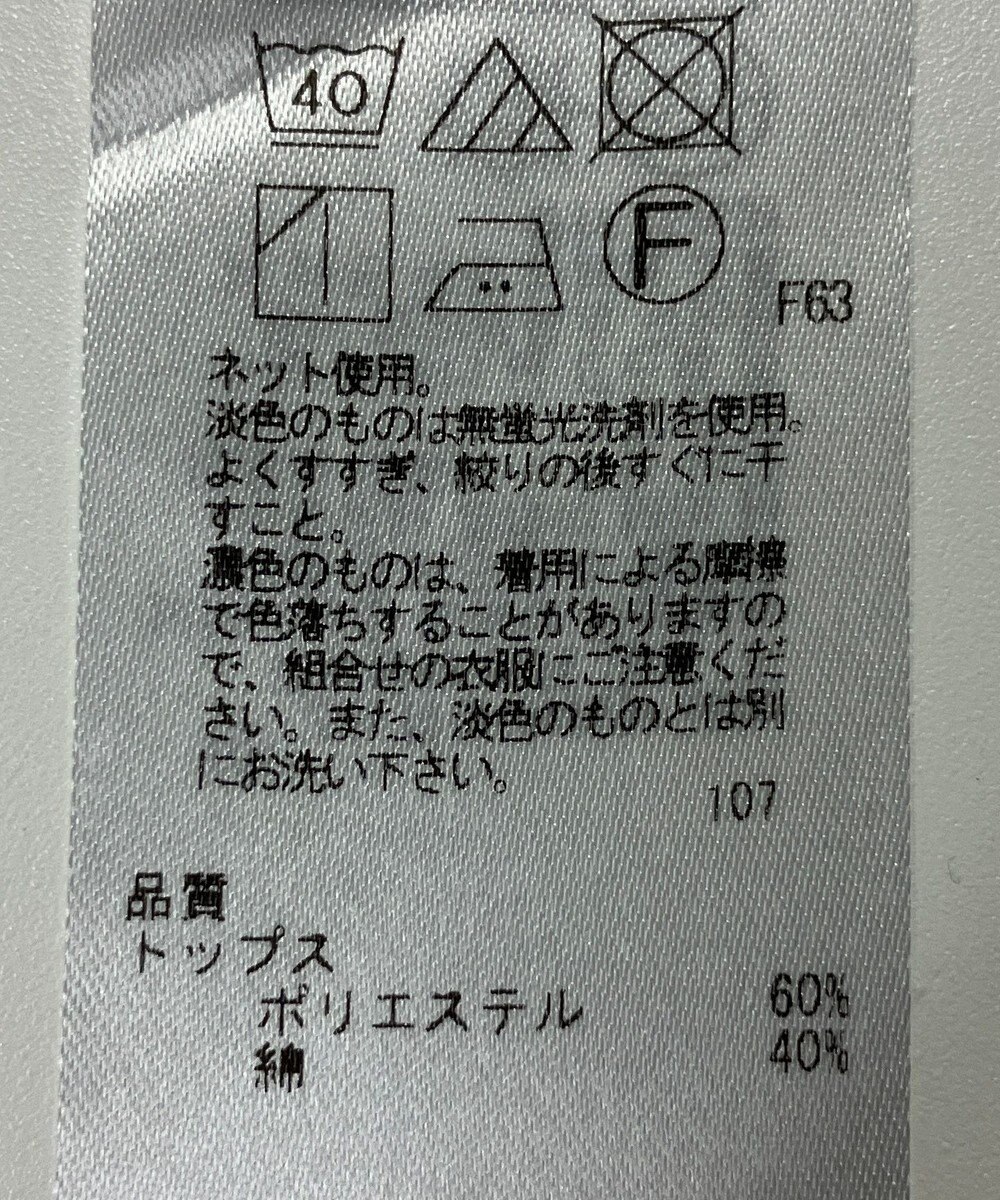 40
F
F63
ネット使用。
淡色のものは無蛍光洗剤を使用。
よくすすぎ、絞りの後すぐに干
すこと。
濃色のものは、着用による摩擦
で色落ちすることがありますの
で、組合せの衣服にご注意くだ
さい。また、淡色のものとは別
にお洗い下さい。
107
品質
トップス
ポリエステル 60%
綿 40%